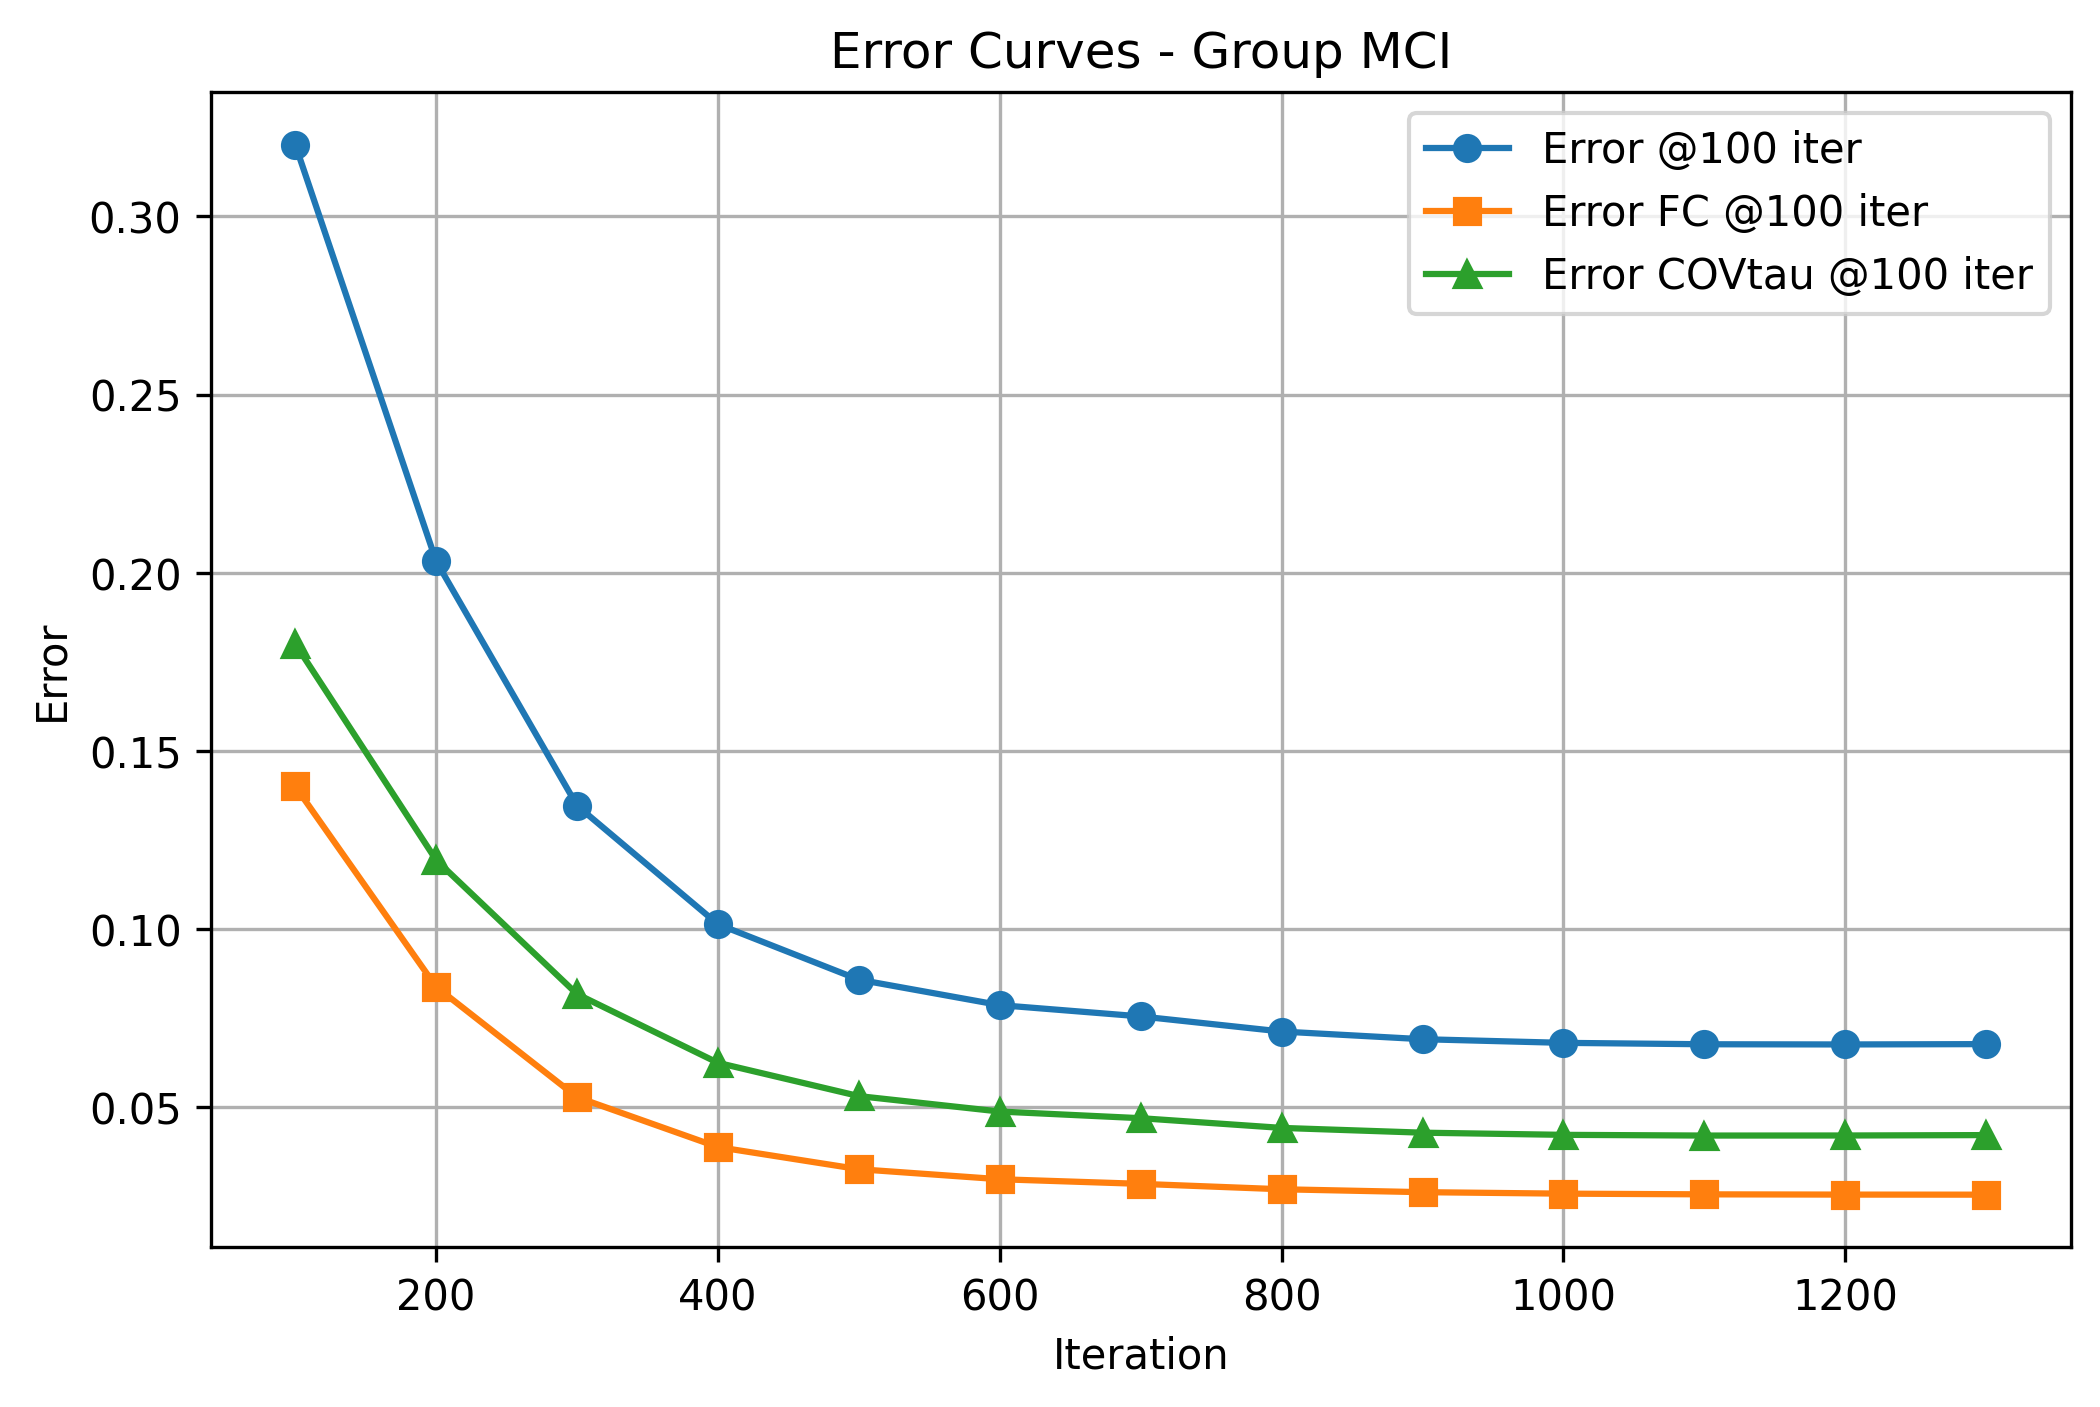 Error Curves - Group MCI
Error @100 iter
Error FC @100 iter
Error COVtau @100 iter
Error
0.30
0.25
0.20
0.15
0.10
0.05
200 400 600 800 1000 1200
Iteration